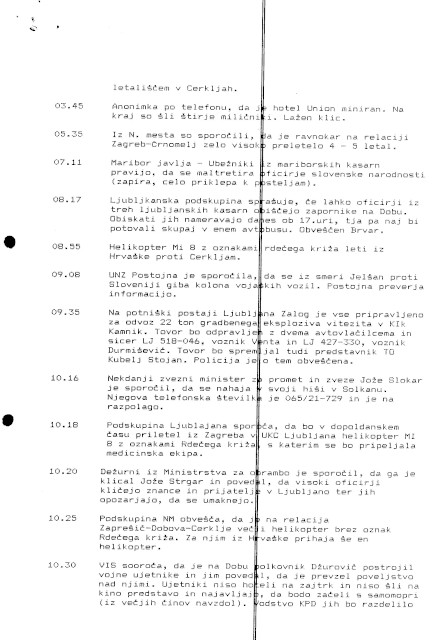 letališčem v Cerkljah.
03.45 Anonimka po telefonu, da je hotel Union miniran. Na
kraj so šli štirje miličniki. Lažen klic.
05.35 Iz N. mesta so sporočili, da je ravnokar na relaciji
Zagreb-Črnomelj zelo visoko preletelo 4 - 5 letal.
07.11 Maribor javlja - Ubežniki iz mariborskih kasarn
pravijo, da se maltretira oficirje slovenske narodnosti
(zapira, celo priklepa k posteljam).
08.17 Ljubljkanska podskupina sprašuje, če lahko oficirji iz
treh ljubljanskih kasarn obiščejo zapornike na Dobu.
Obiskati jih nameravajo danes ob 17.uri, tja pa naj bi
potovali skupaj v enem avtobusu. Obveščen Brvar.
08.55 Helikopter Mi 8 z oznakami rdečega križa leti iz
Hrvaške proti Cerkljam.
09.08 UNZ Postojna je sporočila, da se iz smeri Jelšan proti
Sloveniji giba kolona vojaških vozil. Postojna preverja
informacijo.
09.35 Na potniški postaji Ljubljana Zalog je vse pripravljeno
za odvoz 22 ton gradbenega eksploziva vitezita v KIk
Kamnik. Tovor bo odpravljen z dvema avtovlačilcema in
sicer LJ 518-046, voznik Venta in LJ 427-330, voznik
Durmiševič. Tovor bo spremljal tudi predstavnik TO
Kubelj Stojan. Policija je o tem obveščena.
10.16 Nekdanji zvezni minister za promet in zveze Jože Slokar
je sporočil, da se nahaja v svoji hiši v Solkanu.
Njegova telefonska številka je 065/21-729 in je na
razpolago.
10.18 Podskupina Ljublajana sporoča, da bo v dopoldanskem
času priletel iz Zagreba v UKC Ljubljana helikopter MI
8 z oznakami Rdečega križa, s katerim se bo pripeljala
medicinska ekipa.
10.20 Dežurni iz Ministrstva za obrambo je sporočil, da ga je
klical Jože Strgar in povedal, da visoki oficirji
kličejo znance in prijatelje v Ljubljano ter jih
opozarjajo, da se umaknejo.
10.25 Podskupina NM obvešča, da je na relacija
Zaprešič-Dobova-Cerklje večji helikopter brez oznak
Rdečega križa. Za njim iz Hrvaške prihaja še en
helikopter.
10.30 VIS sooroča, da je na Dobu polkovnik Džurovič postrojil
vojne ujetnike in jim povedal, da je prevzel poveljstvo
nad njimi. Ujetniki niso hoteli na zajtrk in niso šli na
kino predstavo in najavljajo, da bodo začeli s samomopri
(iz večjih činov navzdol). Vodstvo KPD jih bo razdelilo